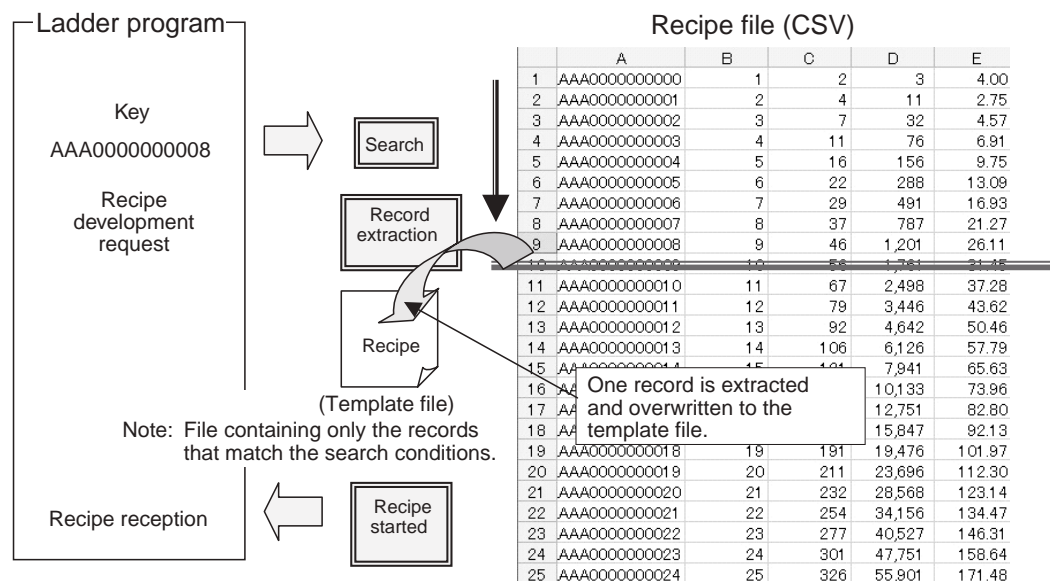 Ladder program
Key
AAA0000000008
Recipe
development
request
Recipe reception
Search
Record
extraction
Recipe
(Template file)
Note: File containing only the records
that match the search conditions.
Recipe
started
One record is extracted
and overwritten to the
template file.
Recipe file (CSV)
A B C D E
1 AAA0000000000 1 2 3 4.00
2 AAA0000000001 2 4 11 2.75
3 AAA0000000002 3 7 32 4.57
4 AAA0000000003 4 11 76 6.91
5 AAA0000000004 5 16 156 9.75
6 AAA0000000005 6 22 288 13.09
7 AAA0000000006 7 29 491 16.93
8 AAA0000000007 8 37 787 21.27
9 AAA0000000008 9 46 1,201 26.11
10 AAA0000000009 10 56 1,761 31.45
11 AAA0000000010 11 67 2,498 37.28
12 AAA0000000011 12 79 3,446 43.62
13 AAA0000000012 13 92 4,642 50.46
14 AAA0000000013 14 106 6,126 57.79
15 7,941 65.63
16 10,133 73.96
17 12,751 82.80
18 15,847 92.13
19 AAA0000000018 19 191 19,476 101.97
20 AAA0000000019 20 211 23,696 112.30
21 AAA0000000020 21 232 28,568 123.14
22 AAA0000000021 22 254 34,156 134.47
23 AAA0000000022 23 277 40,527 146.31
24 AAA0000000023 24 301 47,751 158.64
25 AAA0000000024 25 326 55,901 171.48